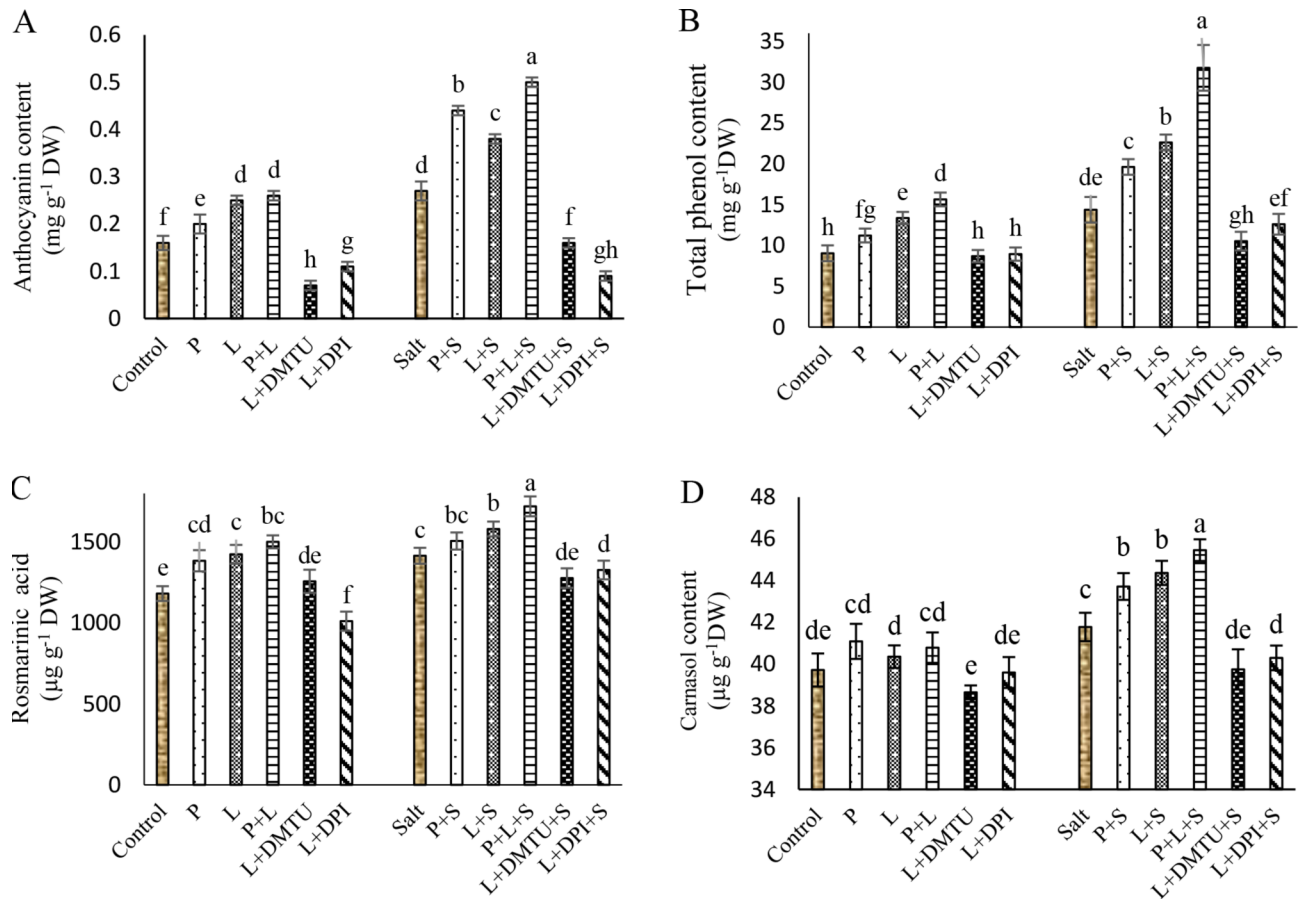 A
Anthocyanin content
(mg g-1 DW)
0.6
0.5
0.4
0.3
0.2
0.1
0
f
e
d
d
h
g
d
b
c
a
f
gh
Control
P
L
P+L
L+DMTU
L+DPI
Salt
P+S
L+S
P+L+S
L+DMTU+S
L+DPI+S
B
Total phenol content
(mg g-1DW)
35
30
25
20
15
10
5
0
h
fg
e
d
h
h
de
c
b
a
gh
ef
Control
P
L
P+L
L+DMTU
L+DPI
Salt
P+S
L+S
P+L+S
L+DMTU+S
L+DPI+S
C
Rosmarinic acid
(µg g-1 DW)
1500
1000
500
0
e
cd
c
bc
de
f
c
bc
b
a
de
d
Control
P
L
P+L
L+DMTU
L+DPI
Salt
P+S
L+S
P+L+S
L+DMTU+S
L+DPI+S
D
Carnasol content
(µg g-1DW)
48
46
44
42
40
38
36
34
de
cd
d
cd
e
de
c
b
b
a
de
d
Control
P
L
P+L
L+DMTU
L+DPI
Salt
P+S
L+S
P+L+S
L+DMTU+S
L+DPI+S